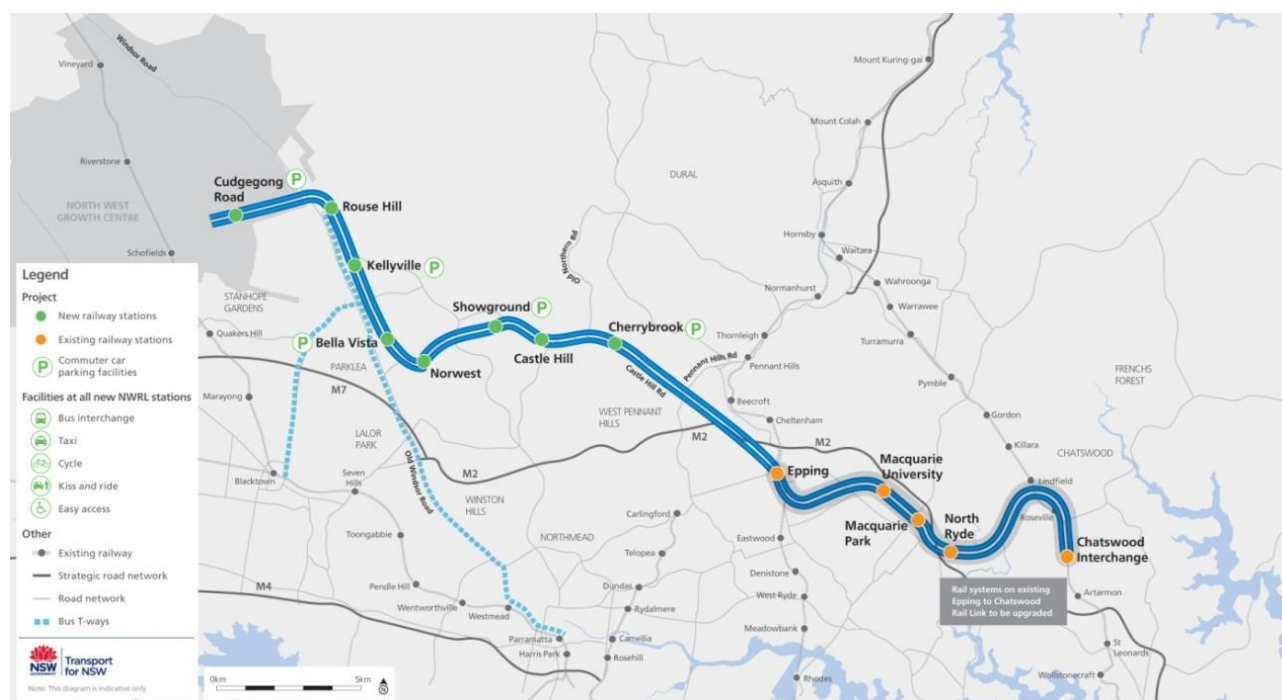 Windsor Road
Vineyard
Riverstone
NORTH WEST
GROWTH CENTRE
Schofields
Cudgegong
Road
P
Rouse Hill
Kellyville
P
STANHOPE
GARDENS
Quakers Hill
P
Bella Vista
PARKLEA
M7
Norwest
Showground
P
Castle Hill
Cherrybrook
P
Old Northern Rd
DURAL
Mount Kuring-gai
Mount Colah
Asquith
Hornsby
Waitara
Wahroonga
Warrawee
Normanhurst
Turramurra
Thornleigh
Pennant Hills Rd
Pennant Hills
Castle Hill Rd
Pymble
Beecroft
Cheltenham
Gordon
FRENCHS
FOREST
WEST PENNANT
HILLS
M2
M2
Killara
CHATSWOOD
Marayong
LALOR
PARK
Blacktown
Seven
Hills
M2
Old Windsor Road
WINSTON
HILLS
Epping
Macquarie
University
Lindfield
Macquarie
Park
North
Ryde
Roseville
Chatswood
Interchange
Toongabbie
NORTHMEAD
Carlingford
Eastwood
Telopea
Pendle Hill
M4
Wentworthville
Westmead
Dundas
Denistone
Rydalmere
West Ryde
Rail systems on existing
Epping to Chatswood
Rail Link to be upgraded
Artarmon
Parramatta
Harris Park
Camellia
Rosehill
Meadowbank
St
Leonards
Rhodes
Wollstonecraft
Legend
Project
New railway stations
Existing railway stations
P
Commuter car
parking facilities
Facilities at all new NWRL stations
Bus interchange
Taxi
Cycle
Kiss and ride
Easy access
Other
Existing railway
Strategic road network
Road network
Bus T-ways
NSW
GOVERNMENT
Transport
for NSW
Note: This diagram is indicative only
0km
5km
N